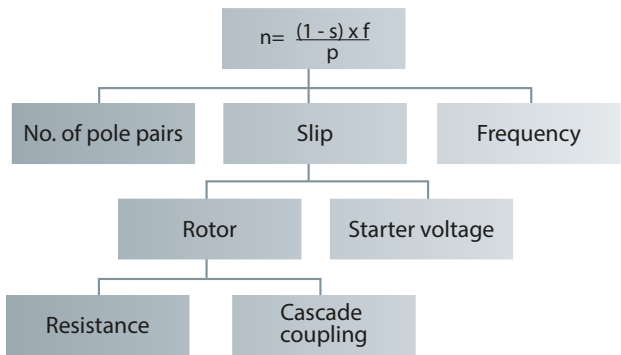 n= (1 - s) x f
p
No. of pole pairs
Slip
Frequency
Rotor
Starter voltage
Resistance
Cascade
coupling